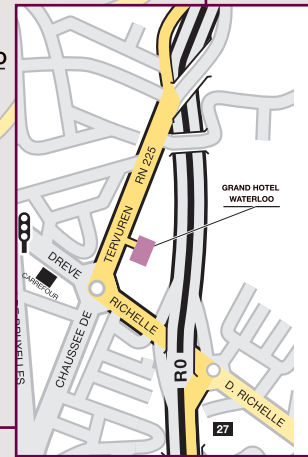 RN 225
GRAND HOTEL
WATERLOO
TERVUREN
DREVE
CARREFOUR
RICHELLE
CHAUSSEE DE
R0
D. RICHELLE
27